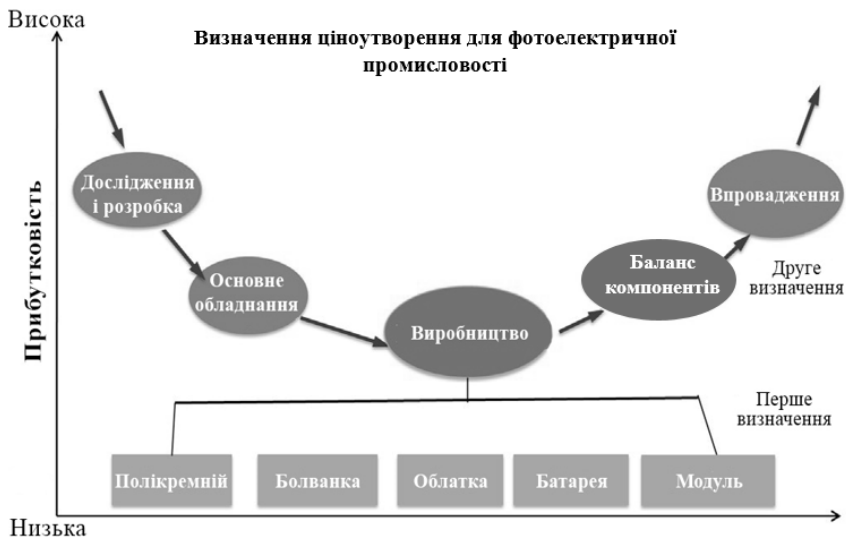 Висока
Визначення ціноутворення для фотоелектричної
промисловості
Прибутковість
Дослідження
і розробка
Основне
обладнання
Виробництво
Баланс
компонентів
Впровадження
Друге
визначення
Перше
визначення
Полікремній
Болванка
Облатка
Батарея
Модуль
Низька